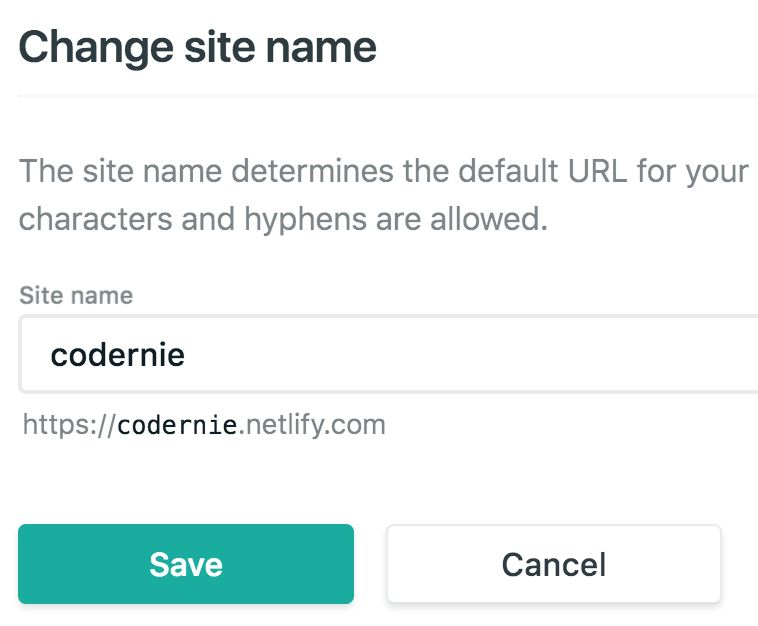 Change site name
The site name determines the default URL for your
characters and hyphens are allowed.
Site name
codernie
https://codernie.netlify.com
Save
Cancel